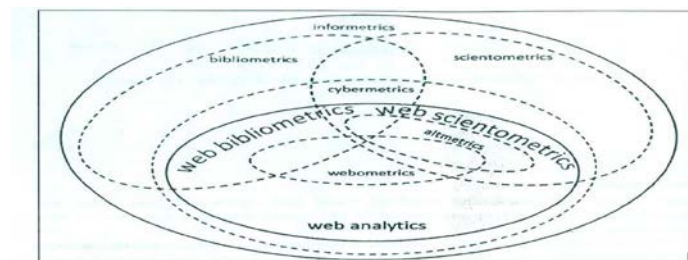 informetrics
bibliometrics
scientometrics
cybermetrics
web bibliometrics
web scientometrics
altmetrics
webometrics
web analytics